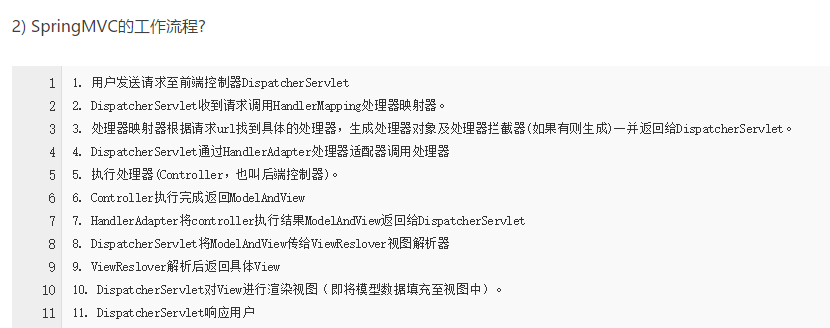 2) SpringMVC的工作流程?
1 1. 用户发送请求至前端控制器DispatcherServlet
2 2. DispatcherServlet收到请求调用HandlerMapping处理器映射器。
3 3. 处理器映射器根据请求url找到具体的处理器，生成处理器对象及处理器拦截器(如果有则生成)一并返回给DispatcherServlet。
4 4. DispatcherServlet通过HandlerAdapter处理器适配器调用处理器
5 5. 执行处理器(Controller，也叫后端控制器)。
6 6. Controller执行完成返回ModelAndView
7 7. HandlerAdapter将controller执行结果ModelAndView返回给DispatcherServlet
8 8. DispatcherServlet将ModelAndView传给ViewReslover视图解析器
9 9. ViewReslover解析后返回具体View
10 10. DispatcherServlet对View进行渲染视图（即将模型数据填充至视图中）。
11 11. DispatcherServlet响应用户